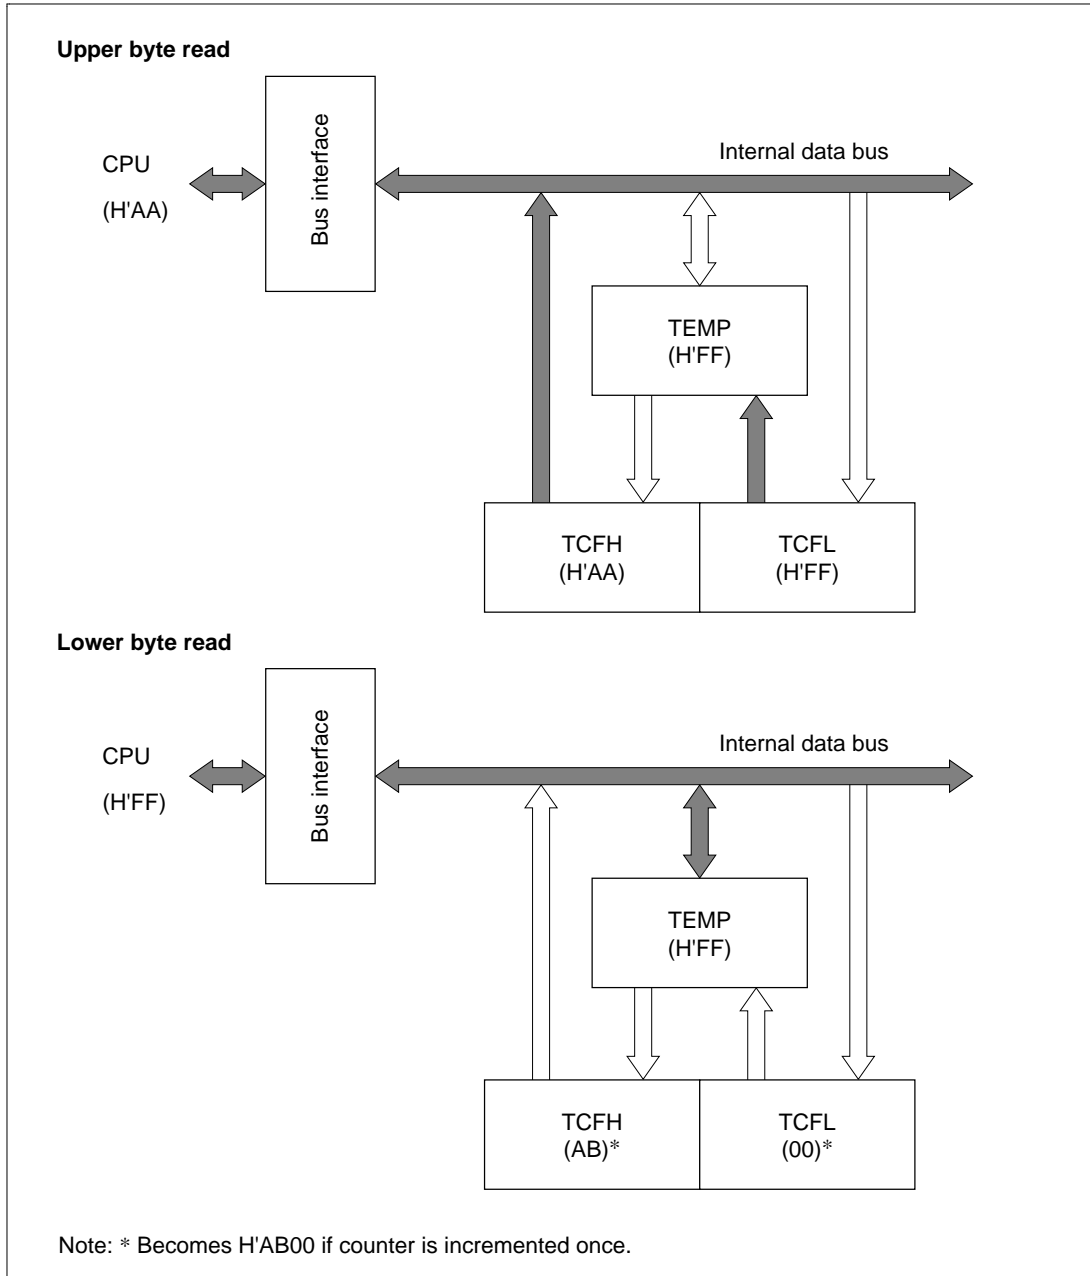 Upper byte read
Bus interface
Internal data bus
CPU
(H'AA)
TEMP
(H'FF)
TCFH
(H'AA)
TCFL
(H'FF)
Lower byte read
Bus interface
Internal data bus
CPU
(H'FF)
TEMP
(H'FF)
TCFH
(AB)*
TCFL
(00)*
Note: * Becomes H'AB00 if counter is incremented once.